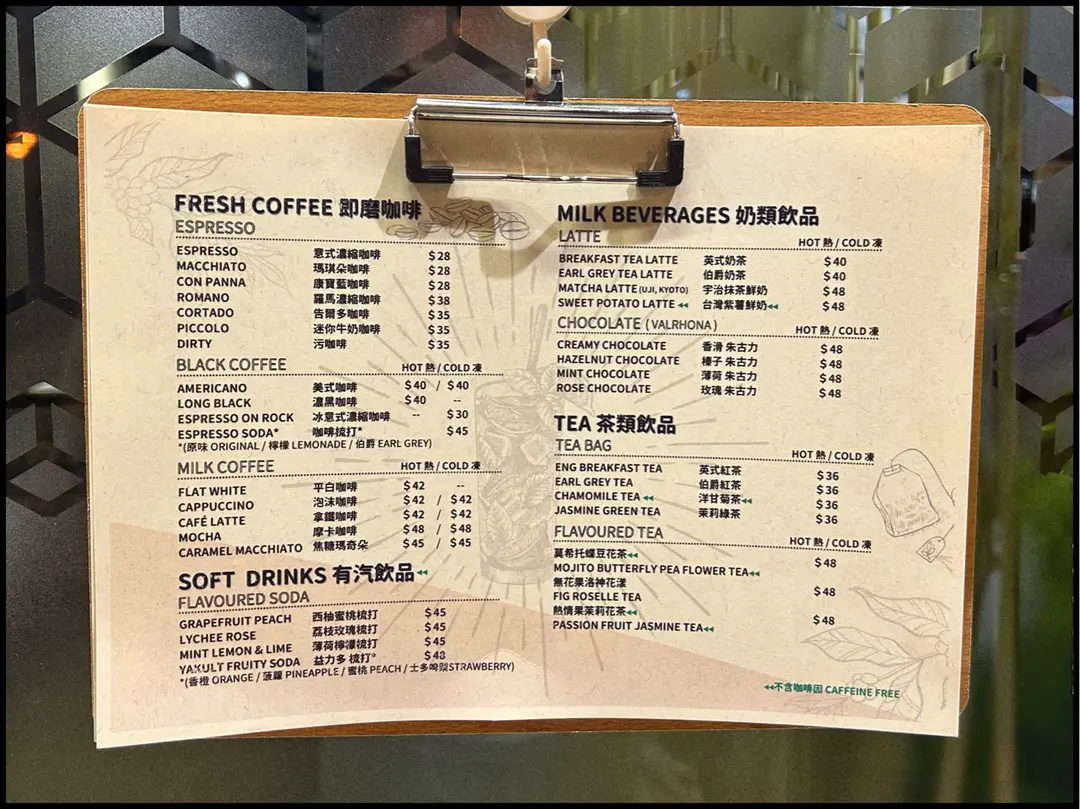 FRESH COFFEE 即磨咖啡
ESPRESSO
ESPRESSO 意式濃縮咖啡 $28
MACCHIATO 瑪琪朵咖啡 $28
CON PANNA 康寶藍咖啡 $28
ROMANO 羅馬濃縮咖啡 $38
CORTADO 告爾多咖啡 $35
PICCOLO 迷你牛奶咖啡 $35
DIRTY 污咖啡 $35
BLACK COFFEE HOT 熱 / COLD 凍
AMERICANO 美式咖啡 $40 / $40
LONG BLACK 濃黑咖啡 $40 --
ESPRESSO ON ROCK 冰意式濃縮咖啡 -- $30
ESPRESSO SODA* 咖啡梳打* $45
*(原味 ORIGINAL / 檸檬 LEMONADE / 伯爵 EARL GREY)
MILK COFFEE HOT 熱 / COLD 凍
FLAT WHITE 平白咖啡 $42 --
CAPPUCCINO 泡沫咖啡 $42 / $42
CAFÉ LATTE 拿鐵咖啡 $42 / $42
MOCHA 摩卡咖啡 $48 / $48
CARAMEL MACCHIATO 焦糖瑪奇朵 $45 / $45
SOFT DRINKS 有汽飲品
FLAVOURED SODA
GRAPEFRUIT PEACH 西柚蜜桃梳打 $45
LYCHEE ROSE 荔枝玫瑰梳打 $45
MINT LEMON & LIME 薄荷檸檬梳打 $45
YAKULT FRUITY SODA 益力多 梳打* $48
*(香橙 ORANGE / 菠蘿 PINEAPPLE / 蜜桃 PEACH / 士多啤梨STRAWBERRY)
MILK BEVERAGES 奶類飲品
LATTE HOT 熱 / COLD 凍
BREAKFAST TEA LATTE 英式奶茶 $40
EARL GREY TEA LATTE 伯爵奶茶 $40
MATCHA LATTE (UJI, KYOTO) 宇治抹茶鮮奶 $48
SWEET POTATO LATTE 台灣紫薯鮮奶 $48
CHOCOLATE (VALRHONA) HOT 熱 / COLD 凍
CREAMY CHOCOLATE 香滑 朱古力 $48
HAZELNUT CHOCOLATE 榛子 朱古力 $48
MINT CHOCOLATE 薄荷 朱古力 $48
ROSE CHOCOLATE 玫瑰 朱古力 $48
TEA 茶類飲品
TEA BAG HOT 熱 / COLD 凍
ENG BREAKFAST TEA 英式紅茶 $36
EARL GREY TEA 伯爵紅茶 $36
CHAMOMILE TEA 洋甘菊茶 $36
JASMINE GREEN TEA 茉莉綠茶 $36
FLAVOURED TEA HOT 熱 / COLD 凍
莫希托蝶豆花茶
MOJITO BUTTERFLY PEA FLOWER TEA $48
無花果洛神花漾
FIG ROSELLE TEA $48
熱情果茉莉花茶
PASSION FRUIT JASMINE TEA $48
不含咖啡因 CAFFEINE FREE